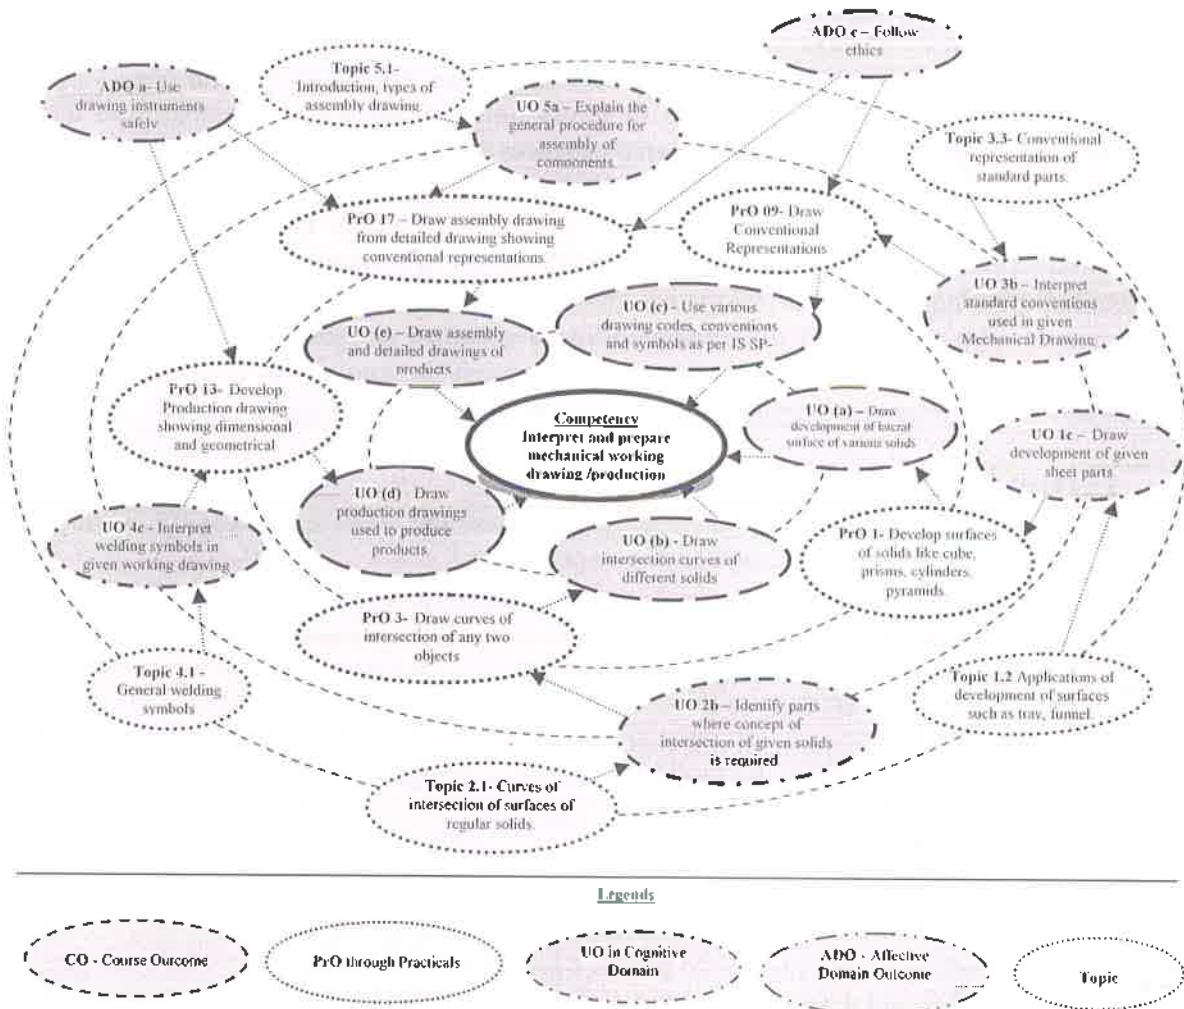 ADO c – Follow
ethics
Topic 5.1-
Introduction, types of
assembly drawing.
ADO a- Use
drawing instruments
safely
UO 5a – Explain the
general procedure for
assembly of
components.
Topic 3.3- Conventional
representation of
standard parts.
PrO 17 – Draw assembly drawing
from detailed drawing showing
conventional representations.
PrO 09- Draw
Conventional
Representations
UO 3b – Interpret
standard conventions
used in given
Mechanical Drawing.
UO (e) – Draw assembly
and detailed drawings of
products
UO (c) - Use various
drawing codes, conventions
and symbols as per IS SP-
PrO 13- Develop
Production drawing
showing dimensional
and geometrical
Competency
Interpret and prepare
mechanical working
drawing /production
UO (a) – Draw
development of lateral
surface of various solids
UO 1c – Draw
development of given
sheet parts.
UO (d) - Draw
production drawings
used to produce
products
UO 4c - Interpret
welding symbols in
given working drawing
UO (b) - Draw
intersection curves of
different solids
PrO 1- Develop surfaces
of solids like cube,
prisms, cylinders,
pyramids.
PrO 3- Draw curves of
intersection of any two
objects
Topic 4.1 -
General welding
symbols
Topic 1.2 Applications of
development of surfaces
such as tray, funnel.
UO 2b – Identify parts
where concept of
intersection of given solids
is required
Topic 2.1- Curves of
intersection of surfaces of
regular solids.
Legends
CO - Course Ourcome
PrO through Practicals
UO in Cognitive
Domain
ADO - Affective
Domain Outcome
Topic